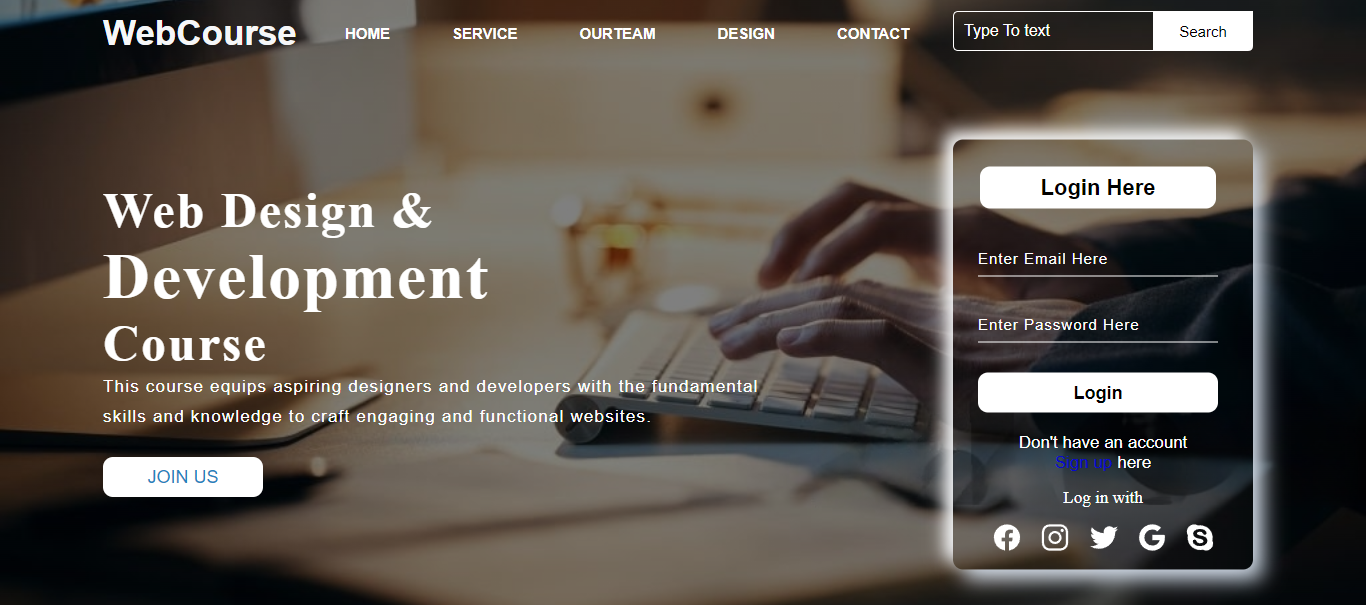 WebCourse
HOME
SERVICE
OURTEAM
DESIGN
CONTACT
Type To text
Search
Web Design &
Development
Course
This course equips aspiring designers and developers with the fundamental
skills and knowledge to craft engaging and functional websites.
JOIN US
Login Here
Enter Email Here
Enter Password Here
Login
Don't have an account
Sign up here
Log in with